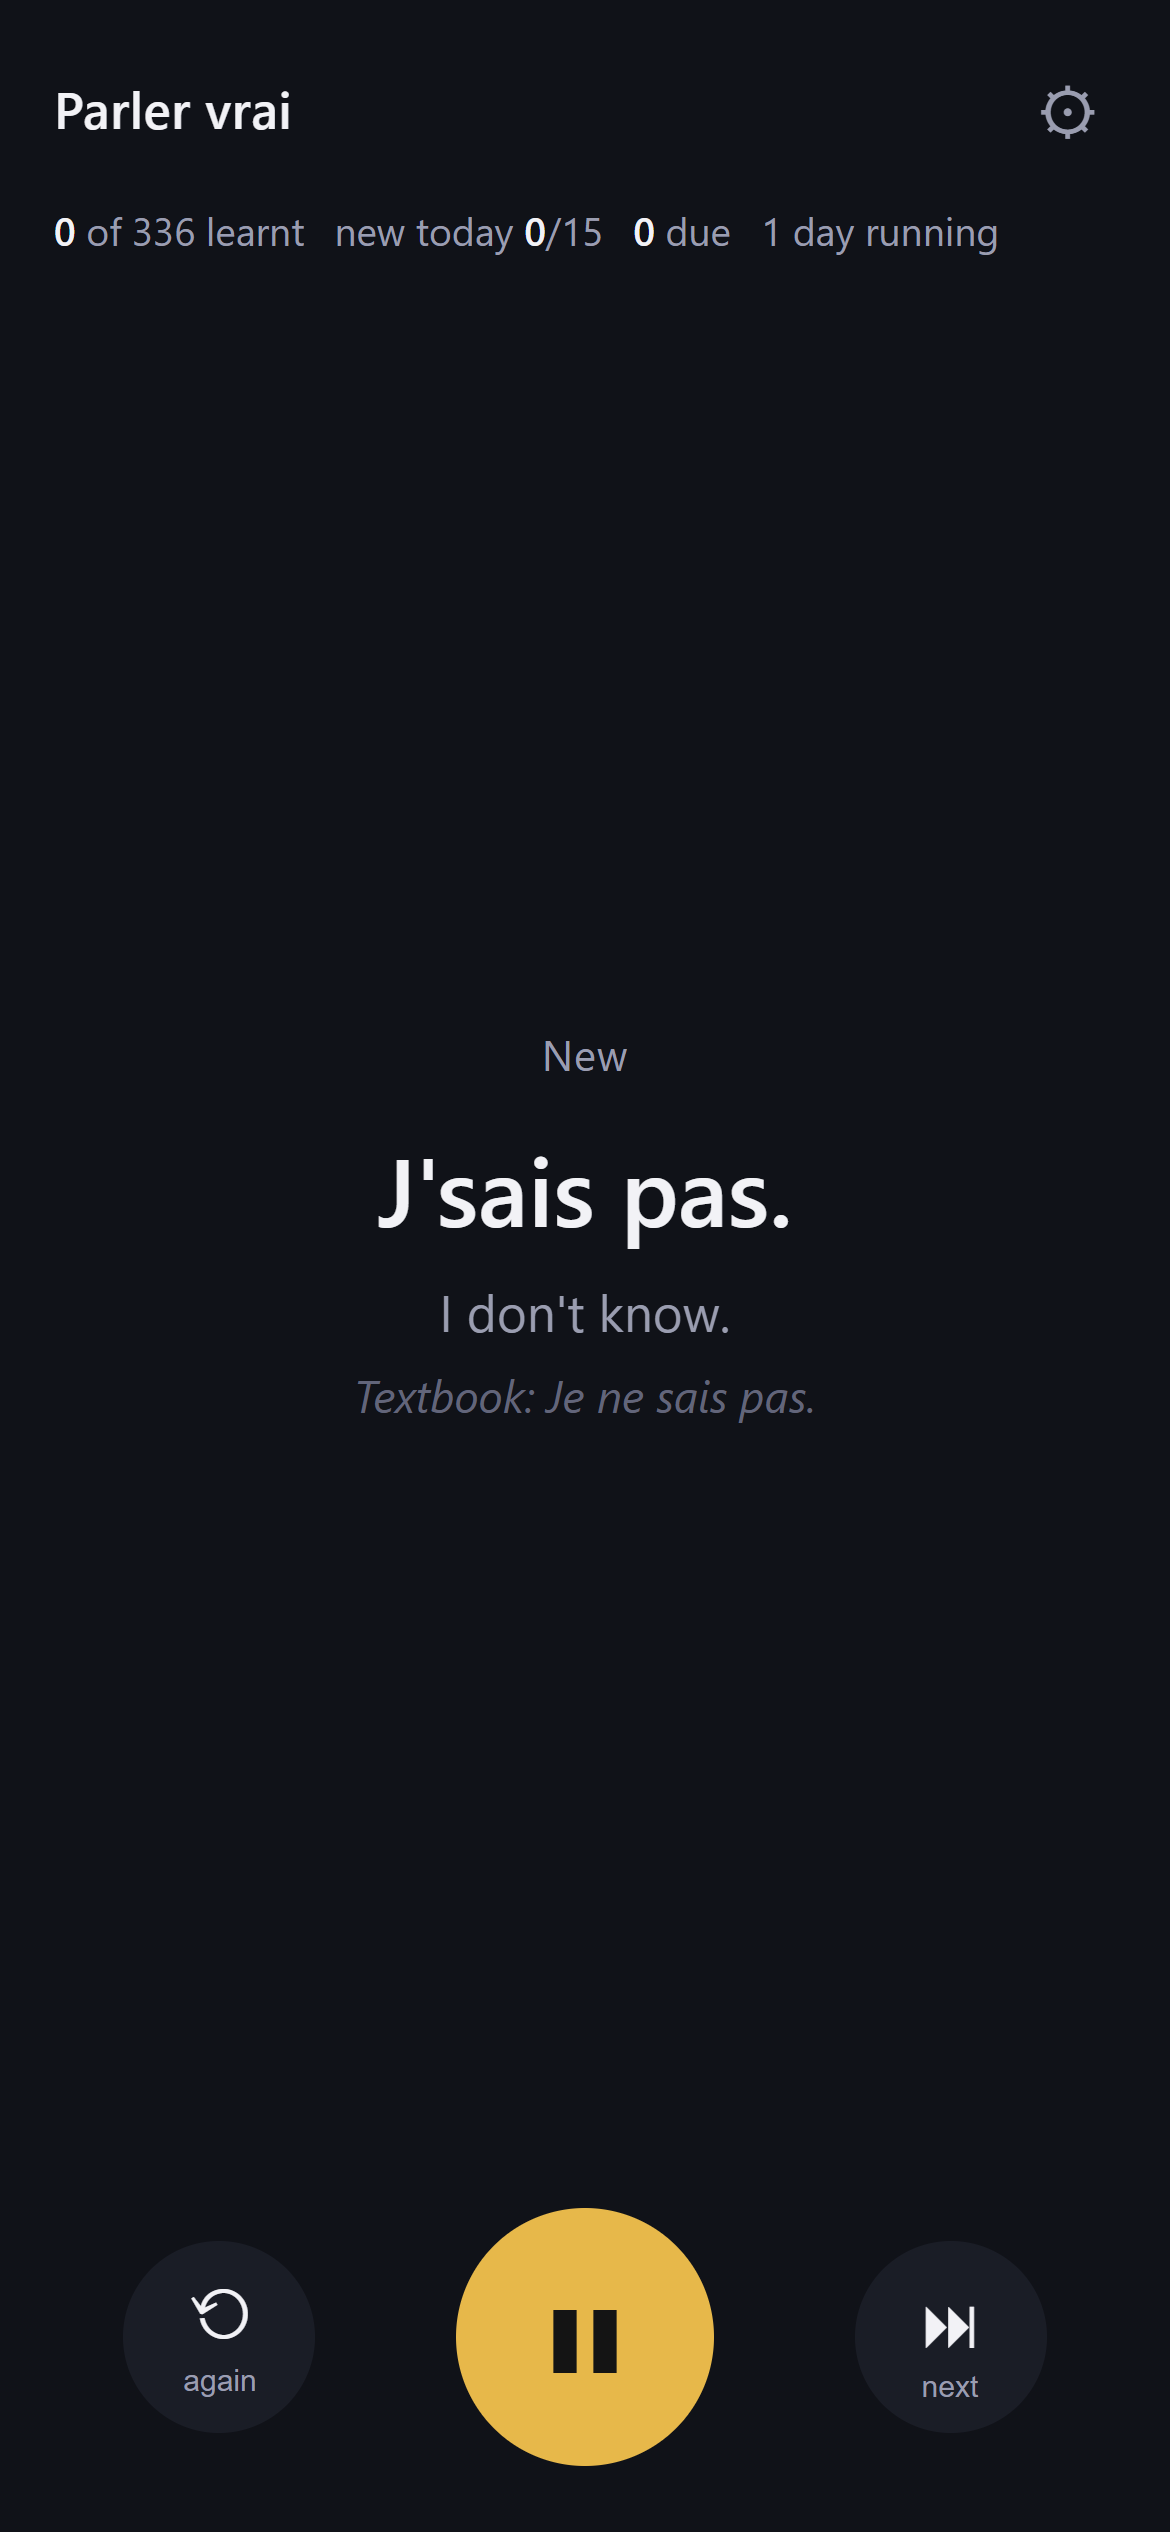 Parler vrai
0 of 336 learnt new today 0/15 0 due 1 day running
New
J'sais pas.
I don't know.
Textbook: Je ne sais pas.
again
next